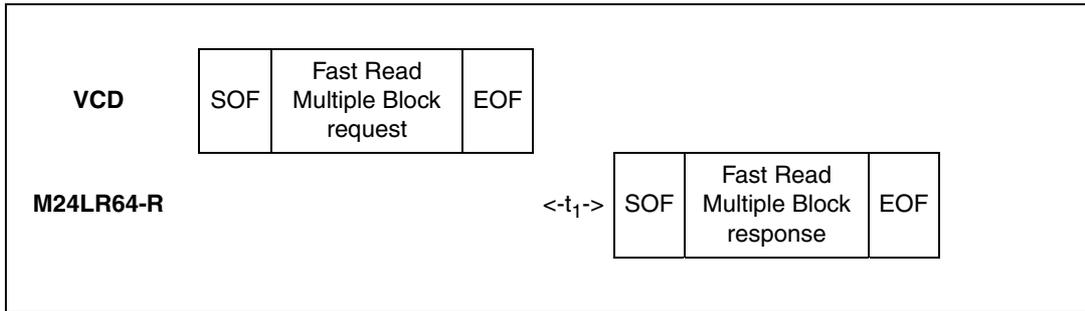 VCD
SOF
Fast Read
Multiple Block
request
EOF
M24LR64-R
<-t1->
SOF
Fast Read
Multiple Block
response
EOF